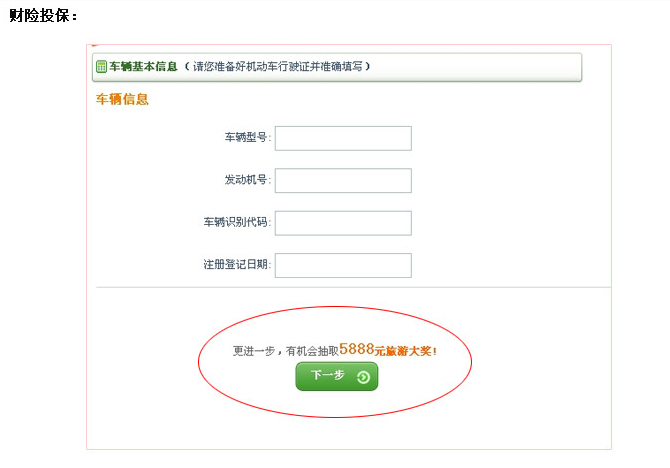 财险投保：
车辆基本信息（请您准备好机动车行驶证并准确填写）
车辆信息
车辆型号:
发动机号:
车辆识别代码:
注册登记日期:
更进一步，有机会抽取5888元旅游大奖!
下一步